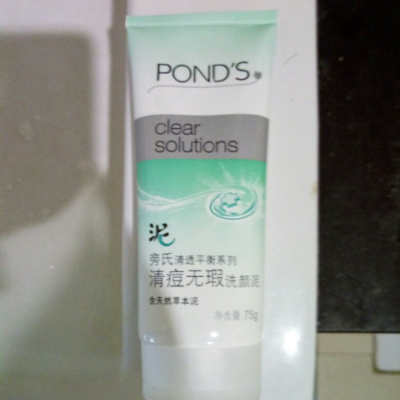 POND'S
clear
solutions
泥
旁氏清透平衡系列
清痘无瑕洗颜泥
含天然草本泥
净含量 75g